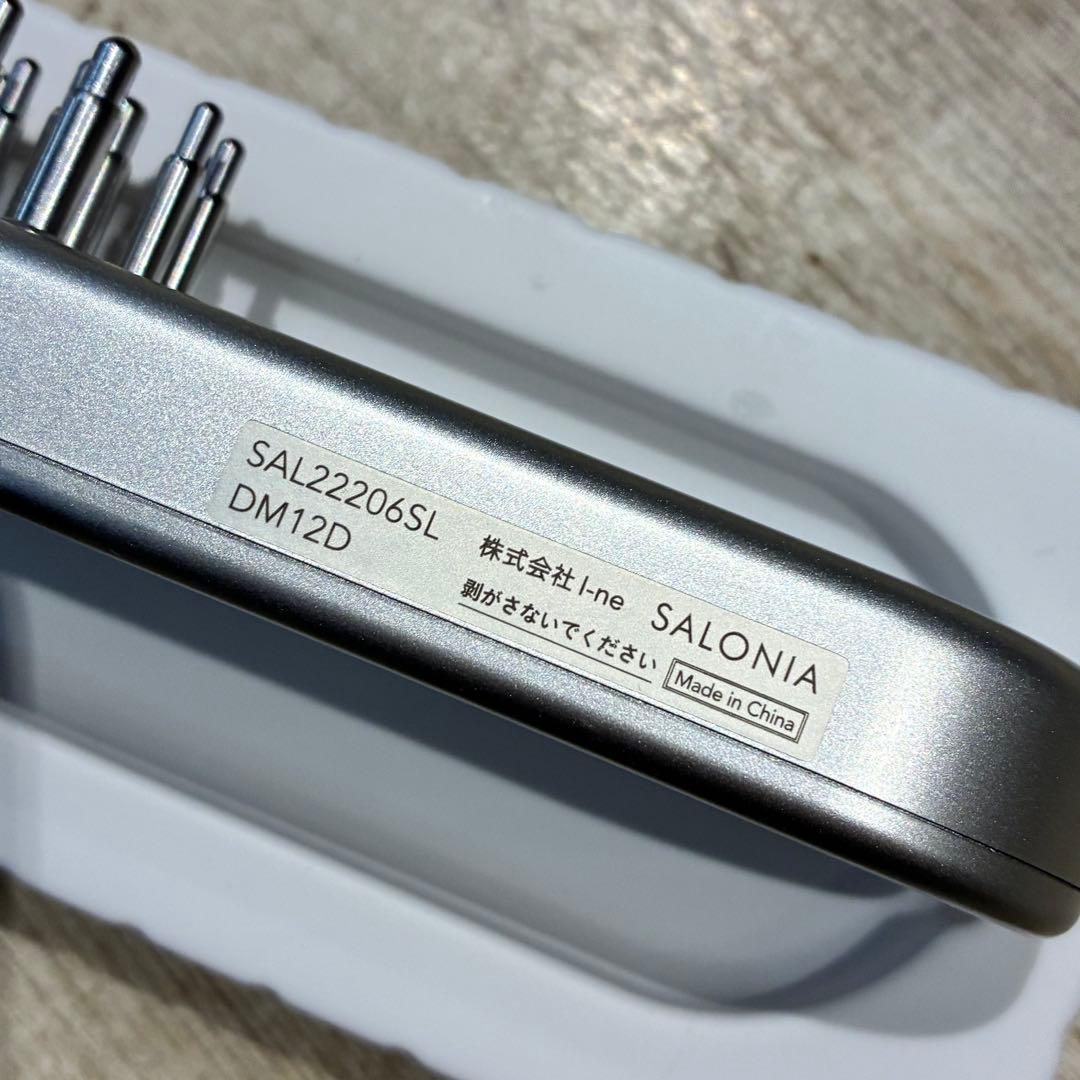 SAL22206SL
DM12D
株式会社 I-ne
剥がさないでください
SALONIA
Made in China